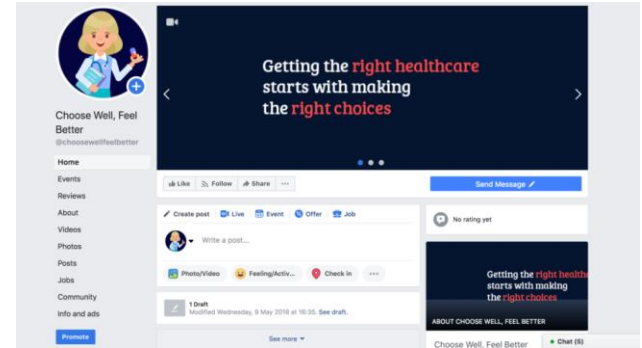 Getting the right healthcare
starts with making
the right choices
Choose Well, Feel
Better
@choosewellfeelbetter
Home
Events
Reviews
About
Videos
Photos
Posts
Jobs
Community
Info and ads
Promote
Like Follow Share ...
Send Message
Create post Live Event Offer Job
Write a post...
Photo/Video Feeling/Activ... Check in ...
1 Draft
Modified Wednesday, 9 May 2018 at 16:35. See draft.
See more
No rating yet
Getting the right healthc
starts with making
the right choices
ABOUT CHOOSE WELL, FEEL BETTER
Choose Well, Feel Better
Chat (5)